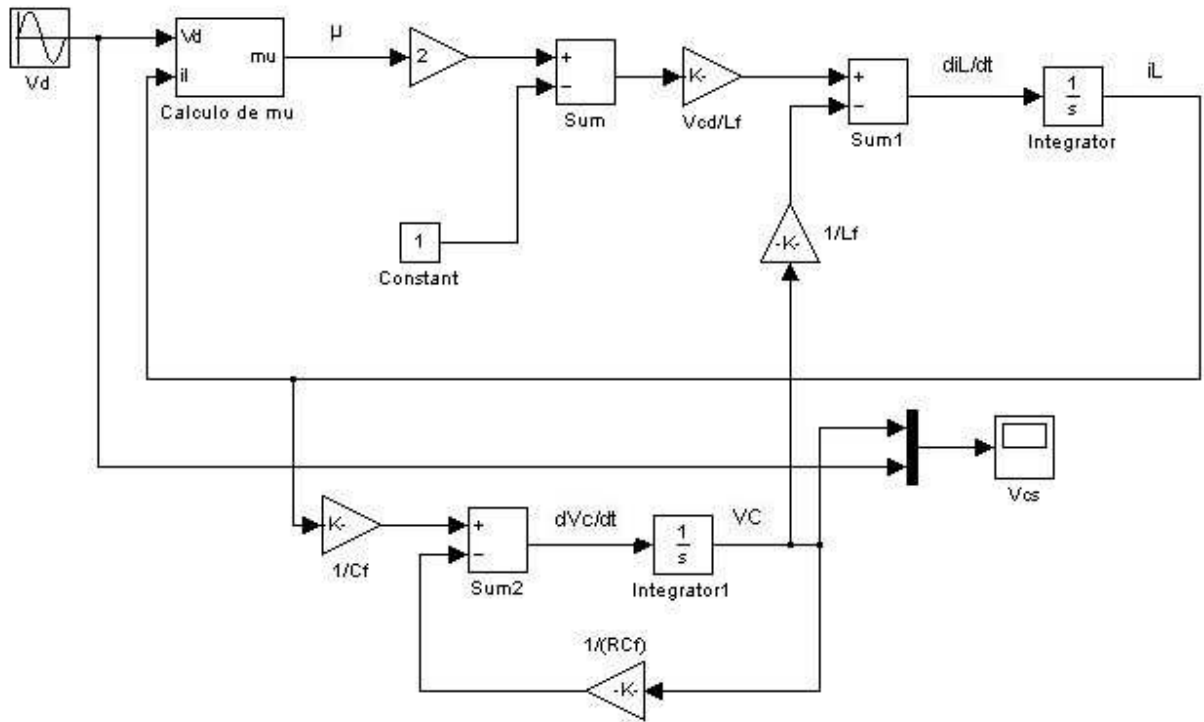 Vd
Vd
il
mu
Calculo de mu
μ
2
+
−
Sum
K-
Vcd/Lf
+
−
Sum1
diL/dt
1
s
Integrator
iL
1
Constant
-K-
1/Lf
Vcs
K-
1/Cf
+
−
Sum2
dVc/dt
1
s
Integrator1
VC
1/(RCf)
-K-